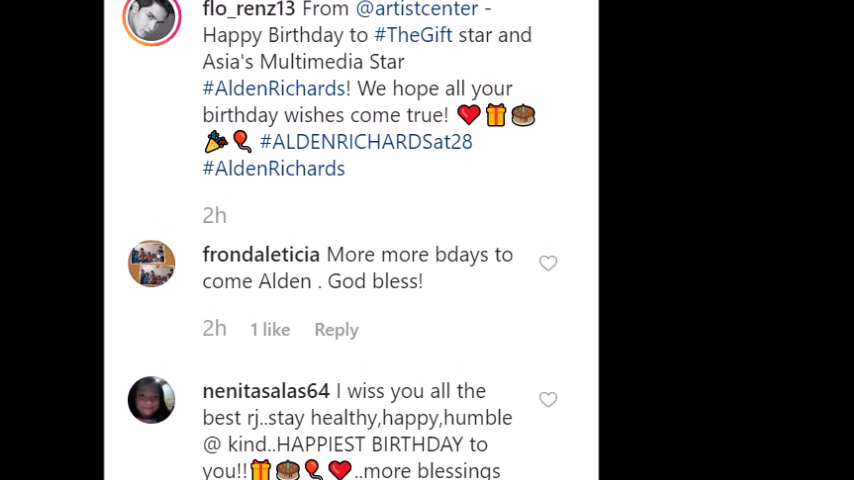 flo_renz13 From @artistcenter -
Happy Birthday to #TheGift star and
Asia's Multimedia Star
#AldenRichards! We hope all your
birthday wishes come true! ❤️🎁🎂
🎉🎈 #ALDENRICHARDSat28
#AldenRichards
2h
frondaleticia More more bdays to
come Alden . God bless!
2h 1 like Reply
nenitasalas64 I wiss you all the
best rj..stay healthy,happy,humble
@ kind..HAPPIEST BIRTHDAY to
you!!🎁🎂🎈❤️..more blessings